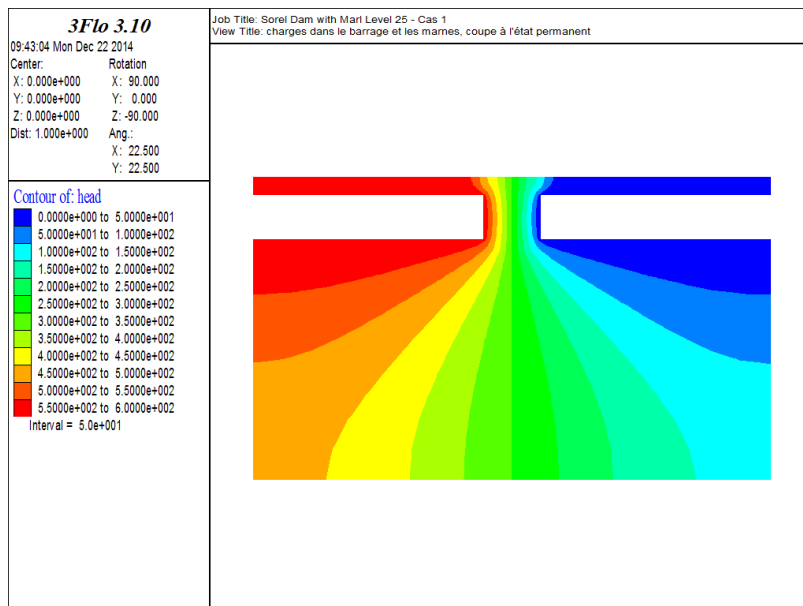 3Flo 3.10
09:43:04 Mon Dec 22 2014
Center: Rotation
X: 0.000e+000 X: 90.000
Y: 0.000e+000 Y: 0.000
Z: 0.000e+000 Z: -90.000
Dist: 1.000e+000 Ang.:
X: 22.500
Y: 22.500
Job Title: Sorel Dam with Marl Level 25 - Cas 1
View Title: charges dans le barrage et les marnes, coupe à l'état permanent
Contour of: head
0.0000e+000 to 5.0000e+001
5.0000e+001 to 1.0000e+002
1.0000e+002 to 1.5000e+002
1.5000e+002 to 2.0000e+002
2.0000e+002 to 2.5000e+002
2.5000e+002 to 3.0000e+002
3.0000e+002 to 3.5000e+002
3.5000e+002 to 4.0000e+002
4.0000e+002 to 4.5000e+002
4.5000e+002 to 5.0000e+002
5.0000e+002 to 5.5000e+002
5.5000e+002 to 6.0000e+002
Interval = 5.0e+001